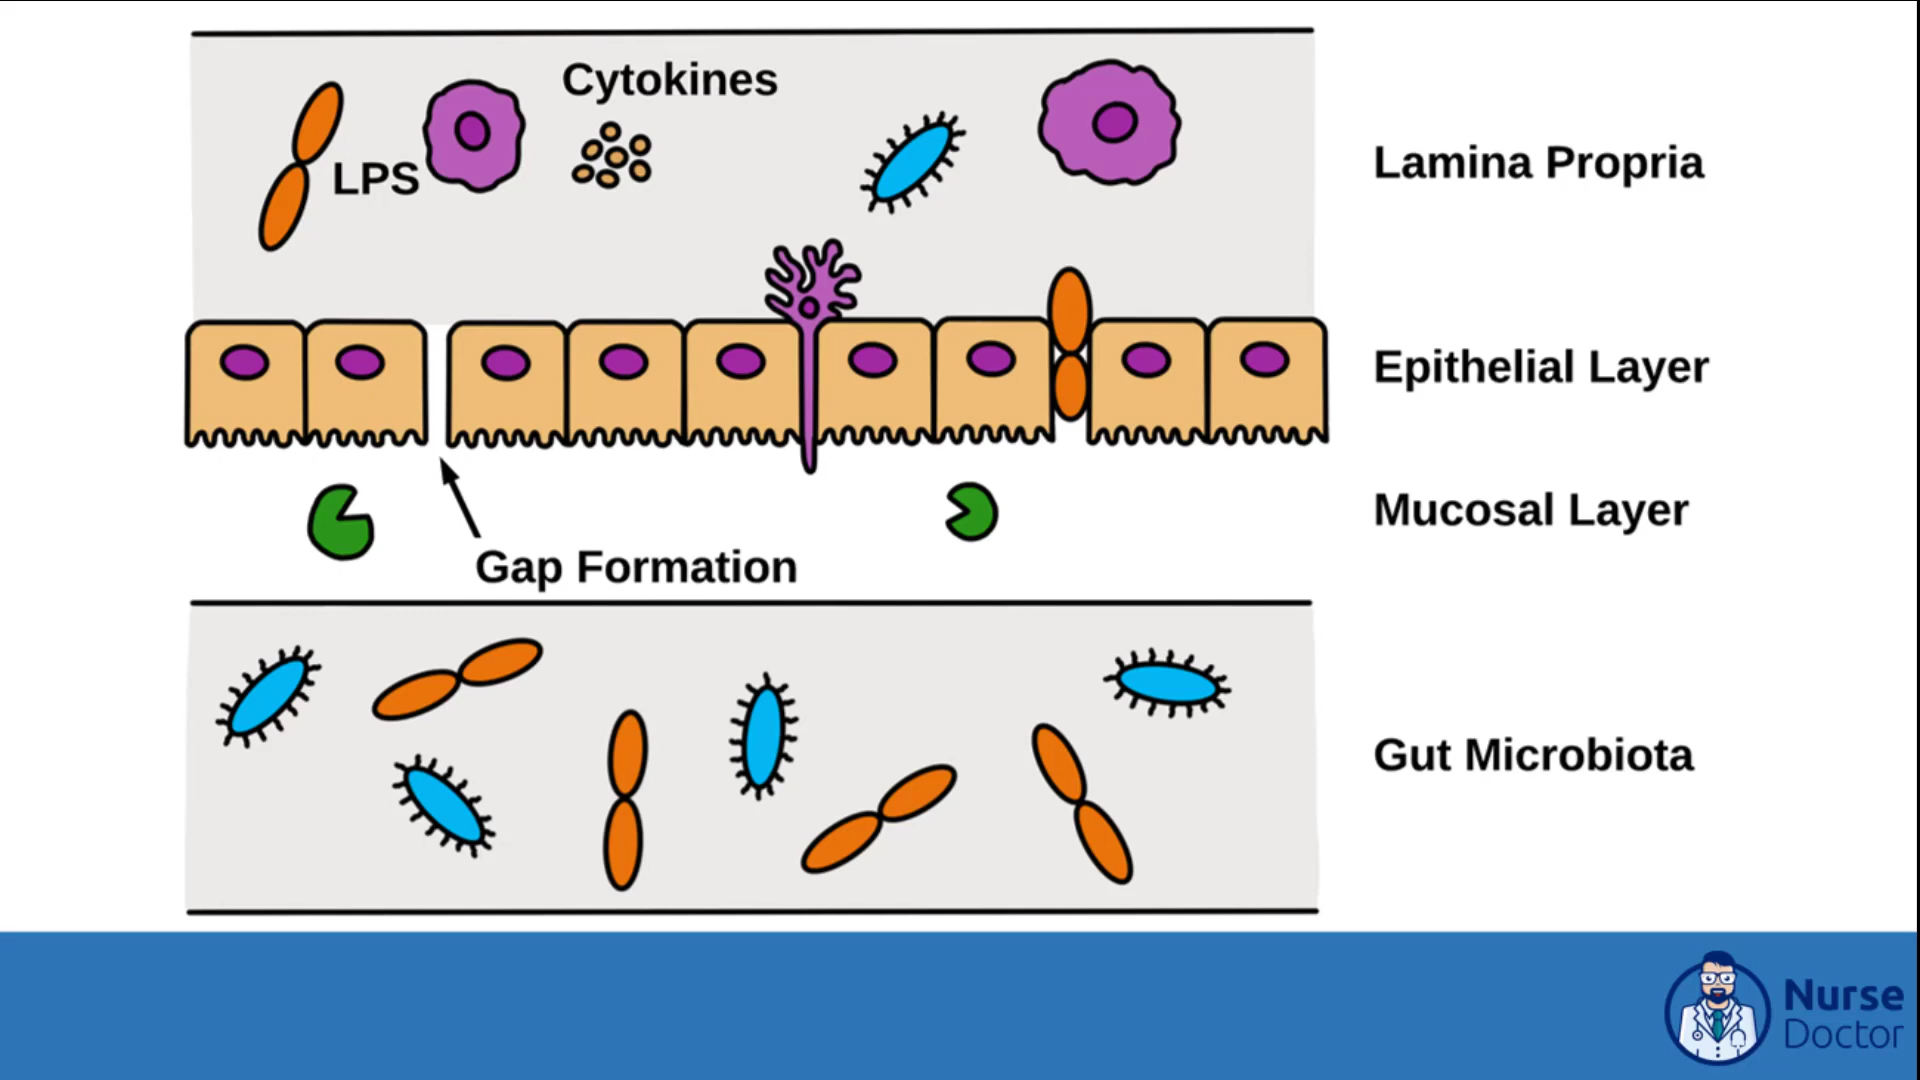 Cytokines
LPS
Lamina Propria
Epithelial Layer
Mucosal Layer
Gap Formation
Gut Microbiota
Nurse
Doctor